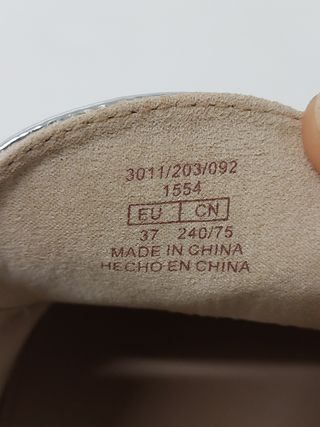 3011/203/092
1554
EU CN
37 240/75
MADE IN CHINA
HECHO EN CHINA